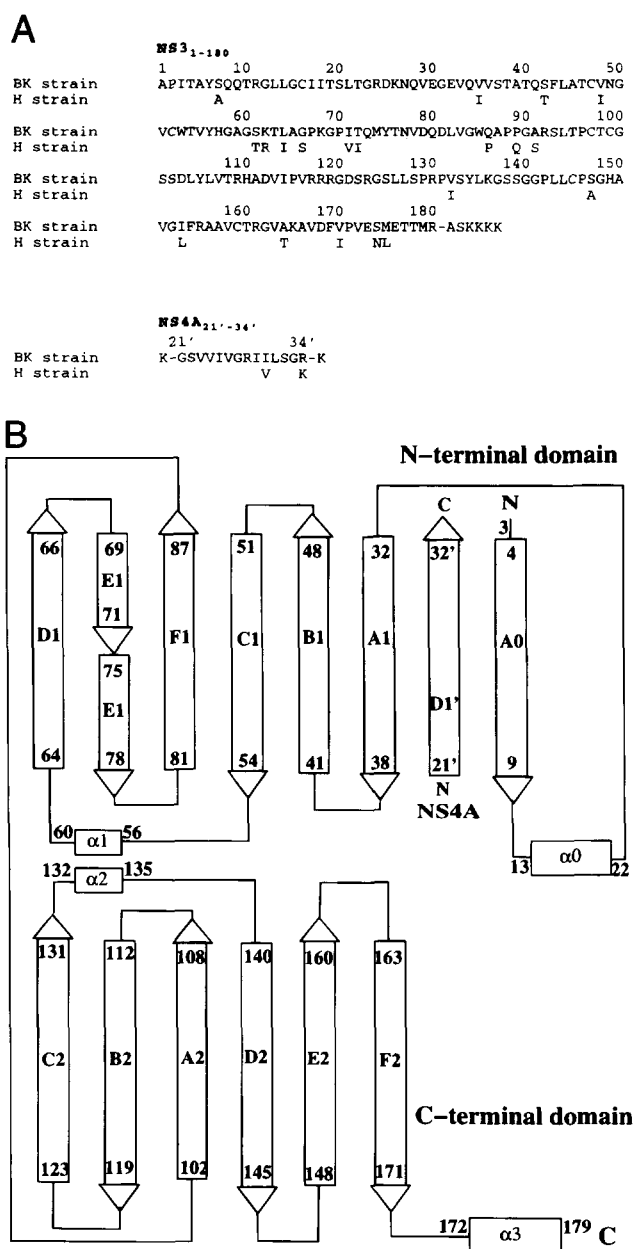 A
NS3 1-180
1 10 20 30 40 50
BK strain APITAYSQQTRGLLGCIITSLTGRDKNQVEGEVQVVSTATQSFLATCVNG
H strain A I T I
60 70 80 90 100
BK strain VCWTVYHGAGSKTLAGPKGPITQMYTNVDQDLVGWQAPPGARSLTPCTCG
H strain TR I S VI P Q S
110 120 130 140 150
BK strain SSDLYLVTRHADVIPVRRRGDSRGSLLSPRPVSYLKGSSGGPLLCPSGHA
H strain I A
160 170 180
BK strain VGIFRAAVCTRGVAKAVDFVPVESMETTMR-ASKKKK
H strain L T I NL
NS4A 21'-34'
21' 34'
BK strain K-GSVVIVGRIILSGR-K
H strain V K
B
N-terminal domain
C N
3
66 69 87 51 48 32 32' 4
E1
71
D1 F1 C1 B1 A1 A0
75
E1 D1'
64 78 81 54 41 38 21' 9
N
NS4A
60 α1 56
13 α0 22
132 α2 135
131 112 108 140 160 163
C2 B2 A2 D2 E2 F2
C-terminal domain
123 119 102 145 148 171
172 α3 179 C